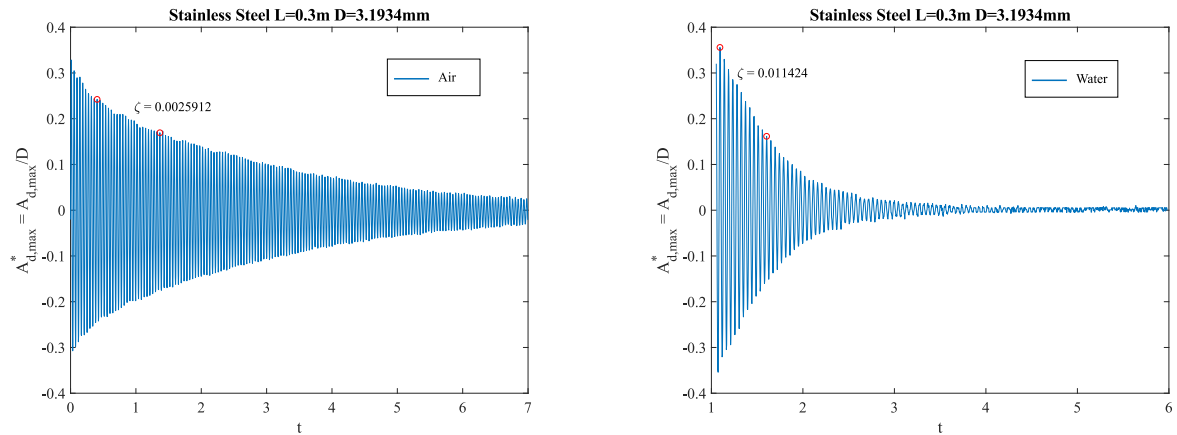 Stainless Steel L=0.3m D=3.1934mm
0.4
0.3
0.2
0.1
0
-0.1
-0.2
-0.3
-0.4
A*d,max = Ad,max/D
Air
ζ = 0.0025912
0 1 2 3 4 5 6 7
t
Stainless Steel L=0.3m D=3.1934mm
0.4
0.3
0.2
0.1
0
-0.1
-0.2
-0.3
-0.4
A*d,max = Ad,max/D
Water
ζ = 0.011424
1 2 3 4 5 6
t